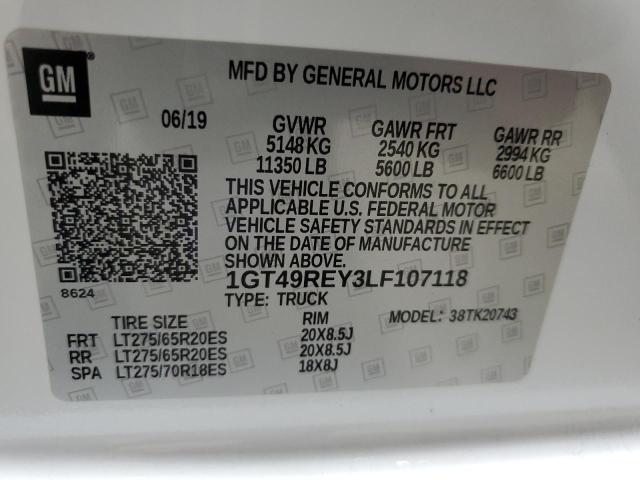 GM
MFD BY GENERAL MOTORS LLC
06/19 GVWR GAWR FRT GAWR RR
5148 KG 2540 KG 2994 KG
11350 LB 5600 LB 6600 LB
THIS VEHICLE CONFORMS TO ALL
APPLICABLE U.S. FEDERAL MOTOR
VEHICLE SAFETY STANDARDS IN EFFECT
ON THE DATE OF MANUFACTURE
SHOWN ABOVE.
8624 1GT49REY3LF107118
TYPE: TRUCK
TIRE SIZE RIM MODEL: 38TK20743
FRT LT275/65R20ES 20X8.5J
RR LT275/65R20ES 20X8.5J
SPA LT275/70R18ES 18X8J